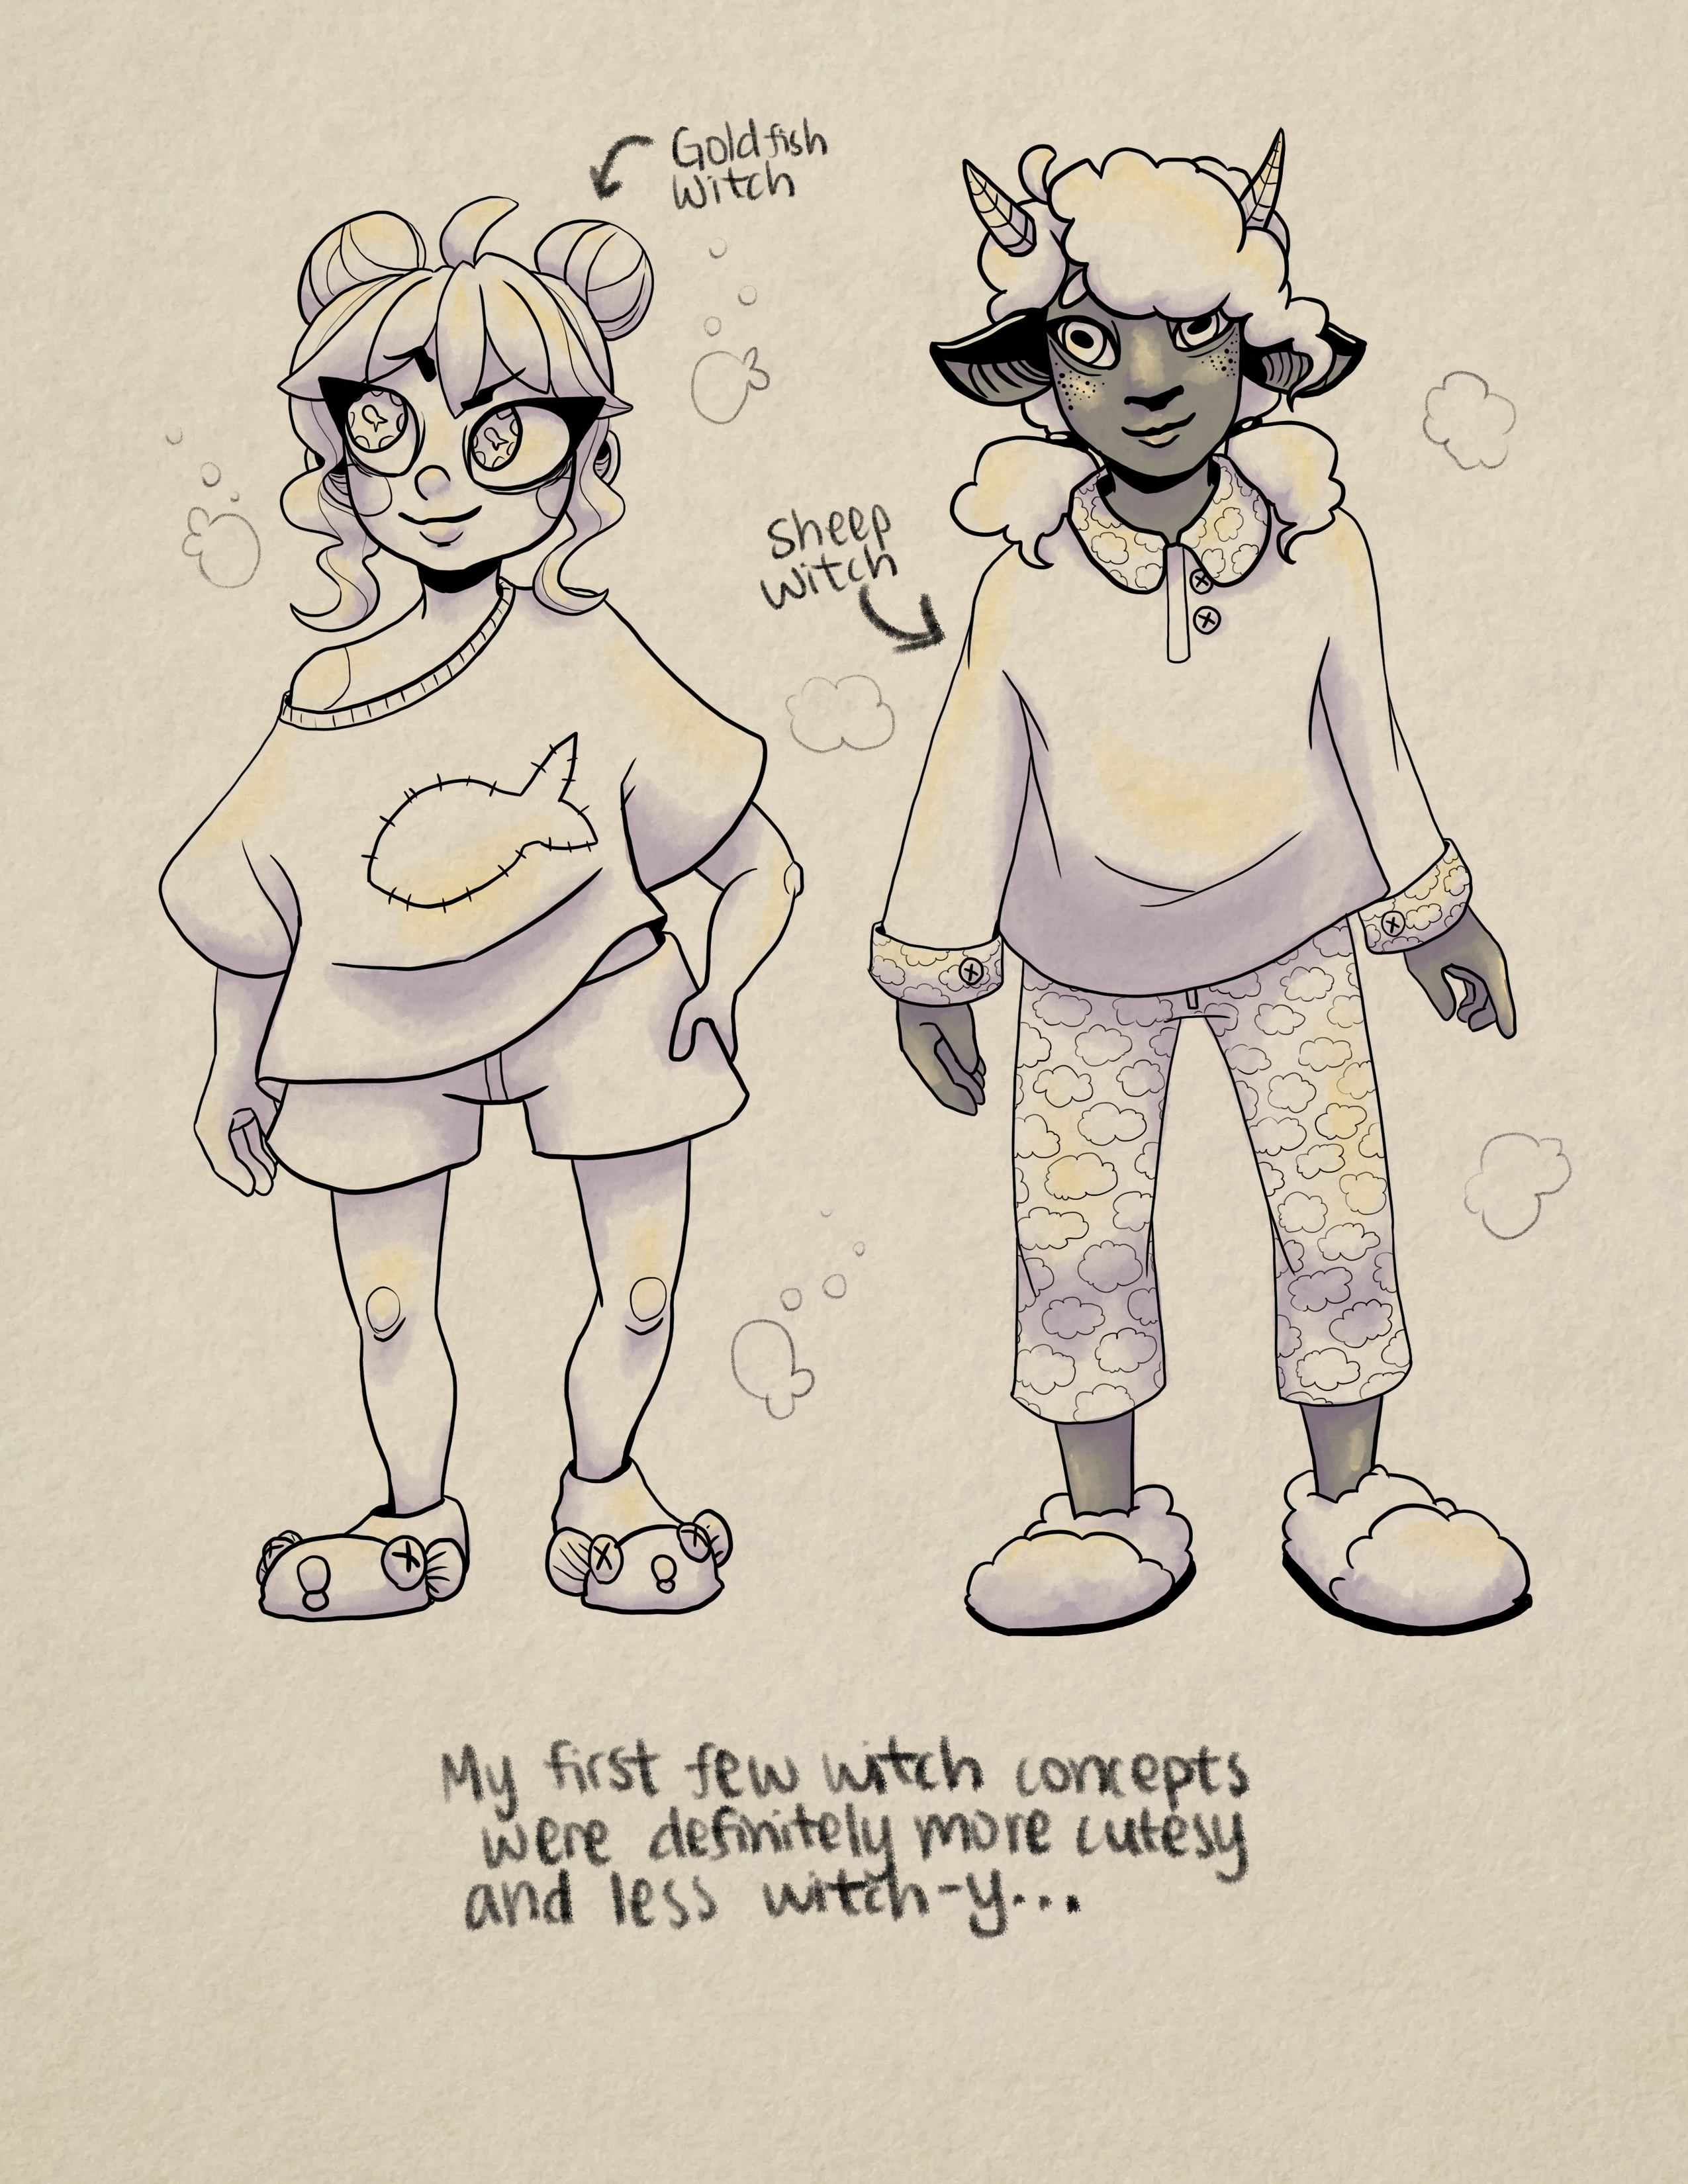 Goldfish
Witch
Sheep
Witch
My first few witch concepts
were definitely more cutesy
and less witch-y...